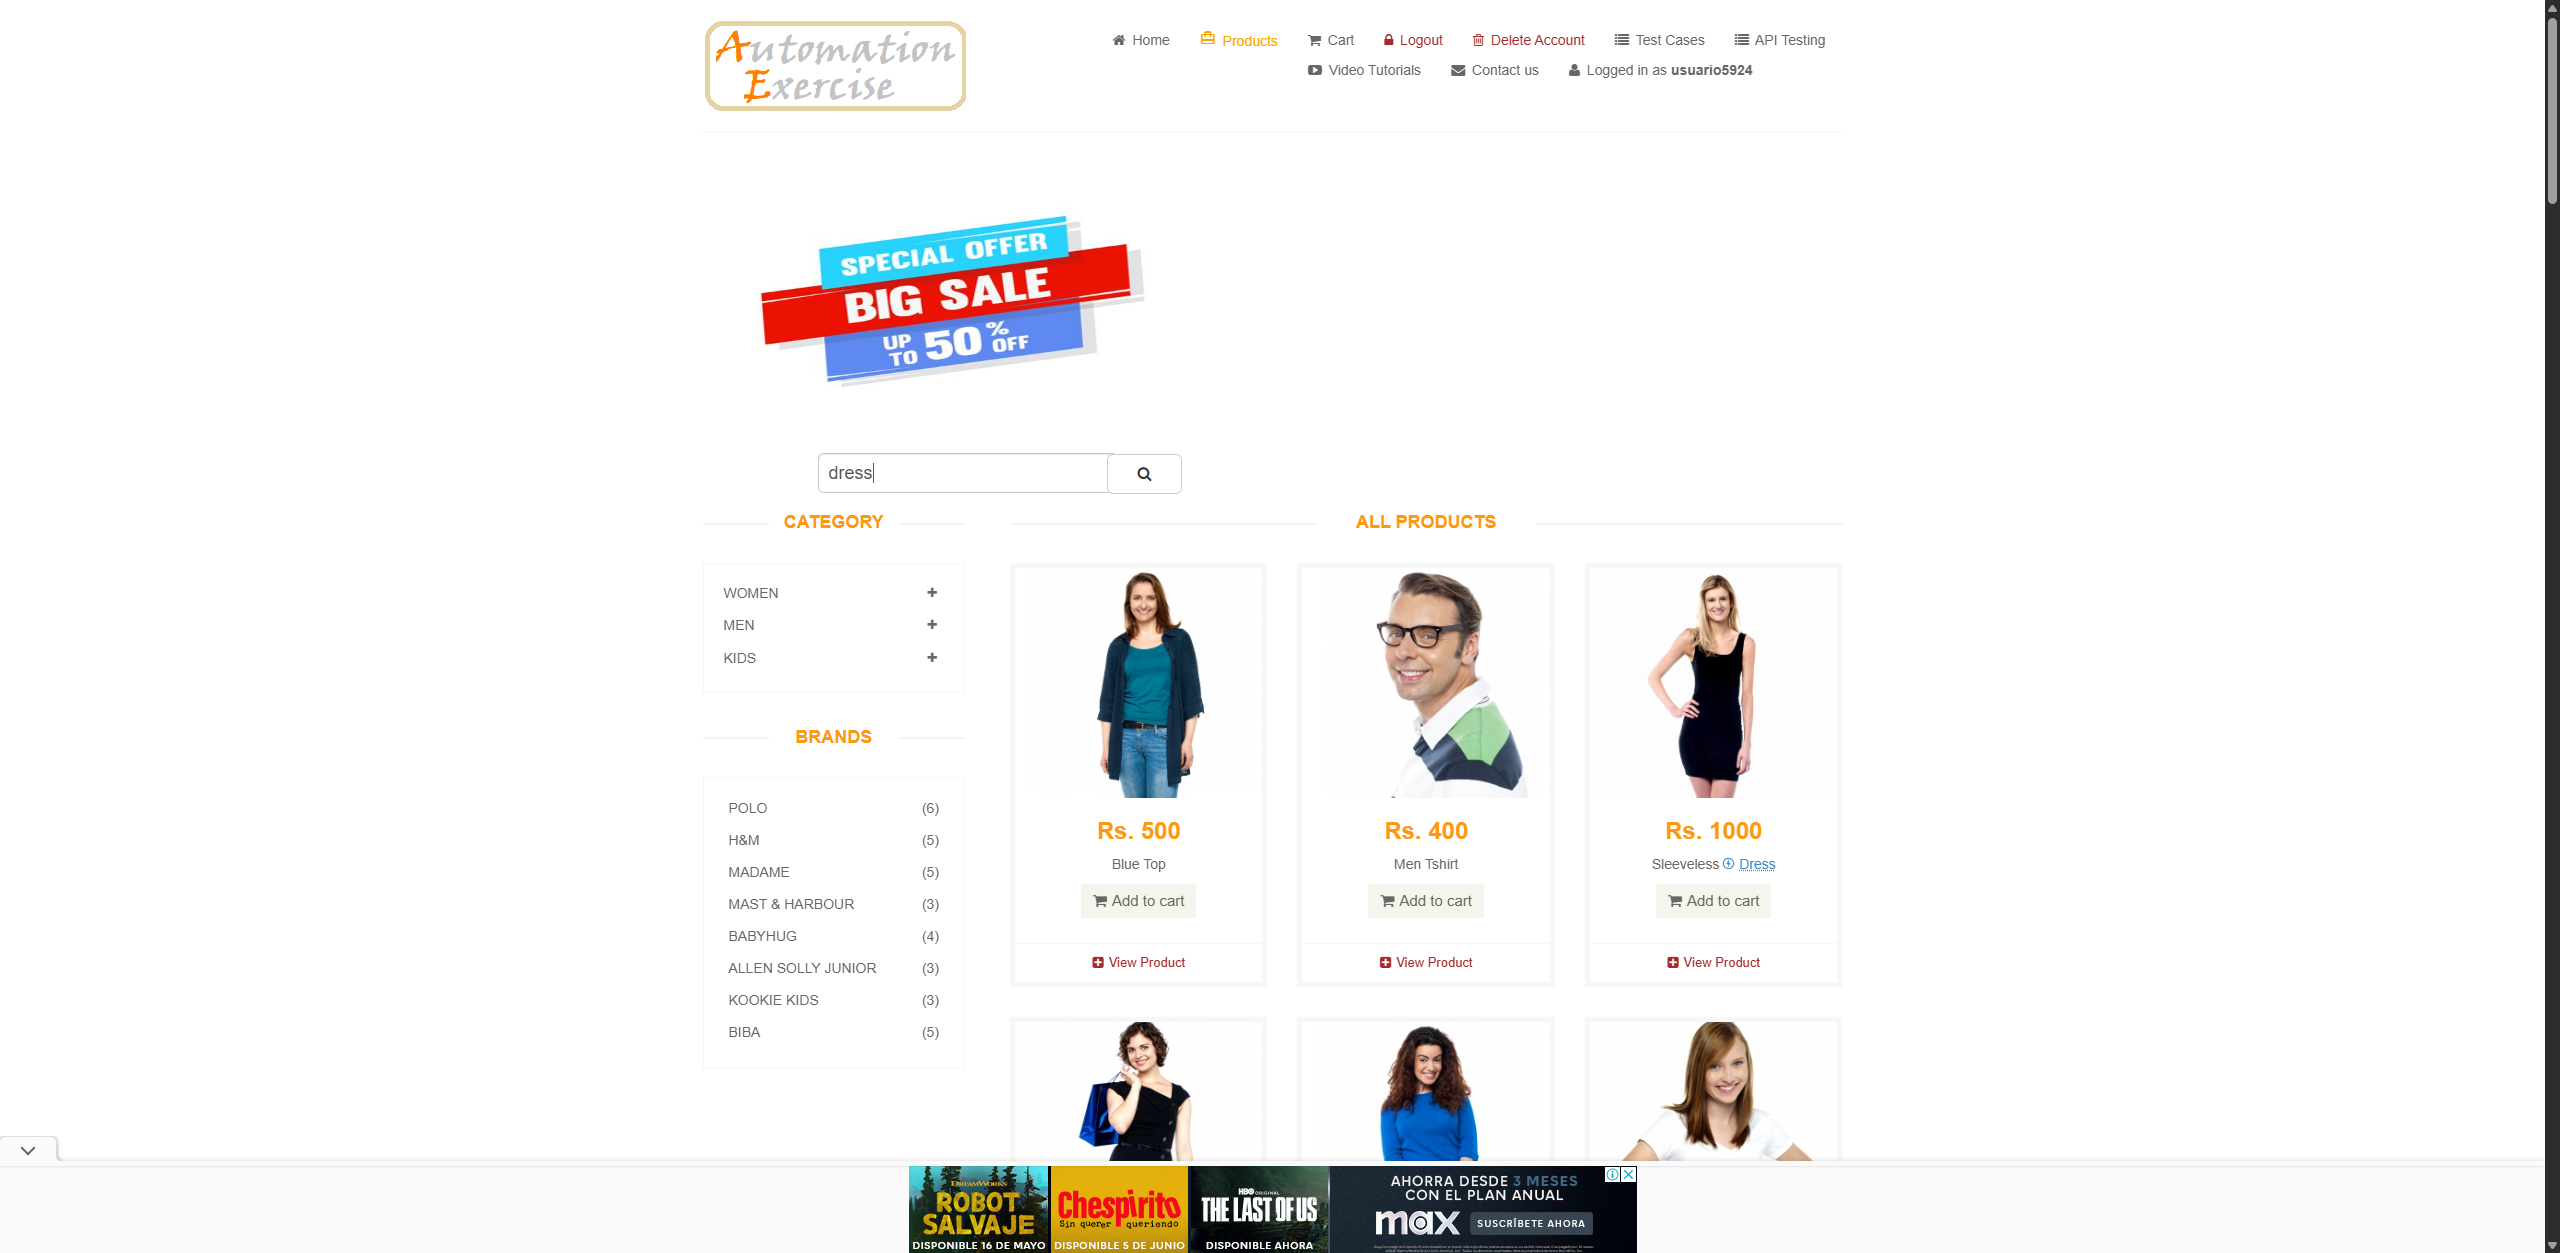 Automation
Exercise
Home
Products
Cart
Logout
Delete Account
Test Cases
API Testing
Video Tutorials
Contact us
Logged in as usuario5924
SPECIAL OFFER
BIG SALE
UP TO 50% OFF
dress
CATEGORY
WOMEN
MEN
KIDS
BRANDS
POLO (6)
H&M (5)
MADAME (5)
MAST & HARBOUR (3)
BABYHUG (4)
ALLEN SOLLY JUNIOR (3)
KOOKIE KIDS (3)
BIBA (5)
ALL PRODUCTS
Rs. 500
Blue Top
Add to cart
View Product
Rs. 400
Men Tshirt
Add to cart
View Product
Rs. 1000
Sleeveless Dress
Add to cart
View Product
DREAMWORKS
ROBOT
SALVAJE
DISPONIBLE 16 DE MAYO
Chespirito
Sin querer queriendo
DISPONIBLE 5 DE JUNIO
HBO ORIGINAL
THE LAST OF US
DISPONIBLE AHORA
AHORRA DESDE 3 MESES
CON EL PLAN ANUAL
max
SUSCRÍBETE AHORA